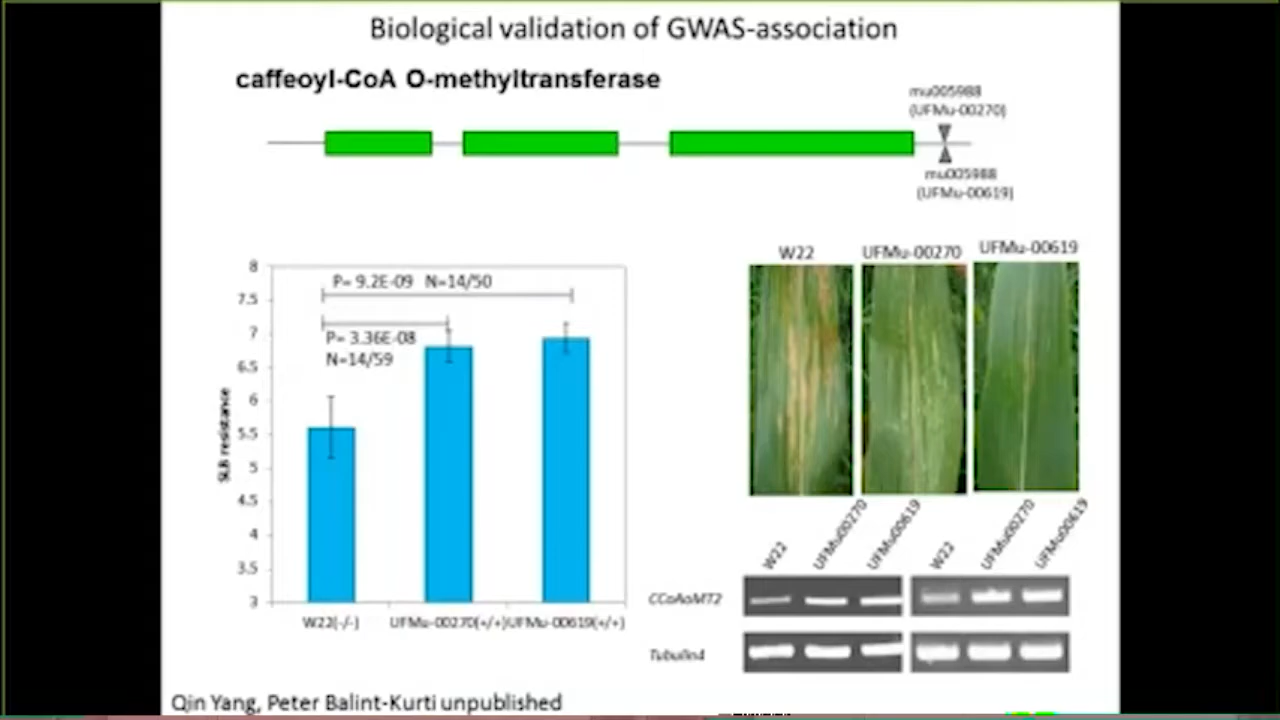 Biological validation of GWAS-association
caffeoyl-CoA O-methyltransferase
mu005988
(UFMu-00270)
mu005988
(UFMu-00619)
8
7.5
7
6.5
6
5.5
5
4.5
4
3.5
3
SLB resistance
P= 9.2E-09 N=14/50
P= 3.36E-08
N=14/59
W22(-/-)
UFMu-00270(+/+)
UFMu-00619(+/+)
W22
UFMu-00270
UFMu-00619
W22
UFMu00270
UFMu00619
W22
UFMu00270
UFMu00619
CCoAoMT2
Tubulin4
Qin Yang, Peter Balint-Kurti unpublished